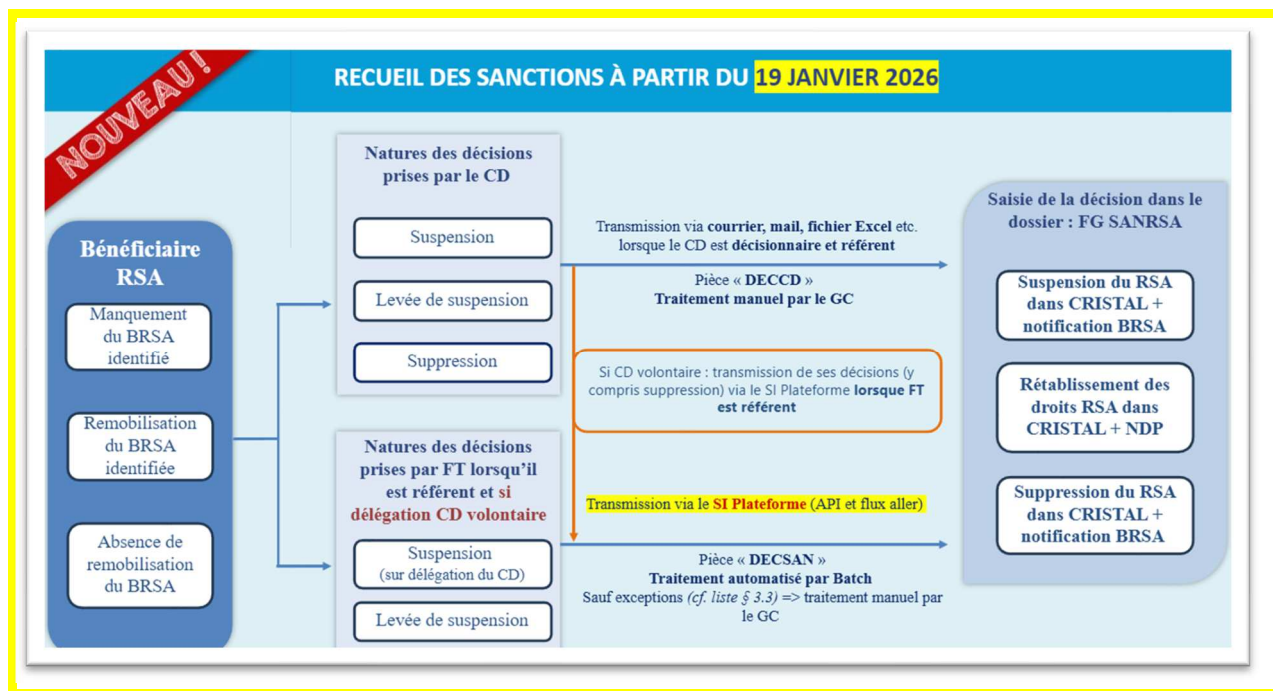 NOUVEAU !
RECUEIL DES SANCTIONS À PARTIR DU 19 JANVIER 2026
Bénéficiaire
RSA
Manquement
du BRSA
identifié
Remobilisation
du BRSA
identifiée
Absence de
remobilisation
du BRSA
Natures des décisions
prises par le CD
Suspension
Levée de suspension
Suppression
Natures des décisions
prises par FT lorsqu'il
est référent et si
délégation CD volontaire
Suspension
(sur délégation du CD)
Levée de suspension
Transmission via courrier, mail, fichier Excel etc.
lorsque le CD est décisionnaire et référent
Pièce « DECCD »
Traitement manuel par le GC
Si CD volontaire : transmission de ses décisions (y
compris suppression) via le SI Plateforme lorsque FT
est référent
Transmission via le SI Plateforme (API et flux aller)
Pièce « DECSAN »
Traitement automatisé par Batch
Sauf exceptions (cf. liste § 3.3) => traitement manuel par
le GC
Saisie de la décision dans le
dossier : FG SANRSA
Suspension du RSA
dans CRISTAL +
notification BRSA
Rétablissement des
droits RSA dans
CRISTAL + NDP
Suppression du RSA
dans CRISTAL +
notification BRSA